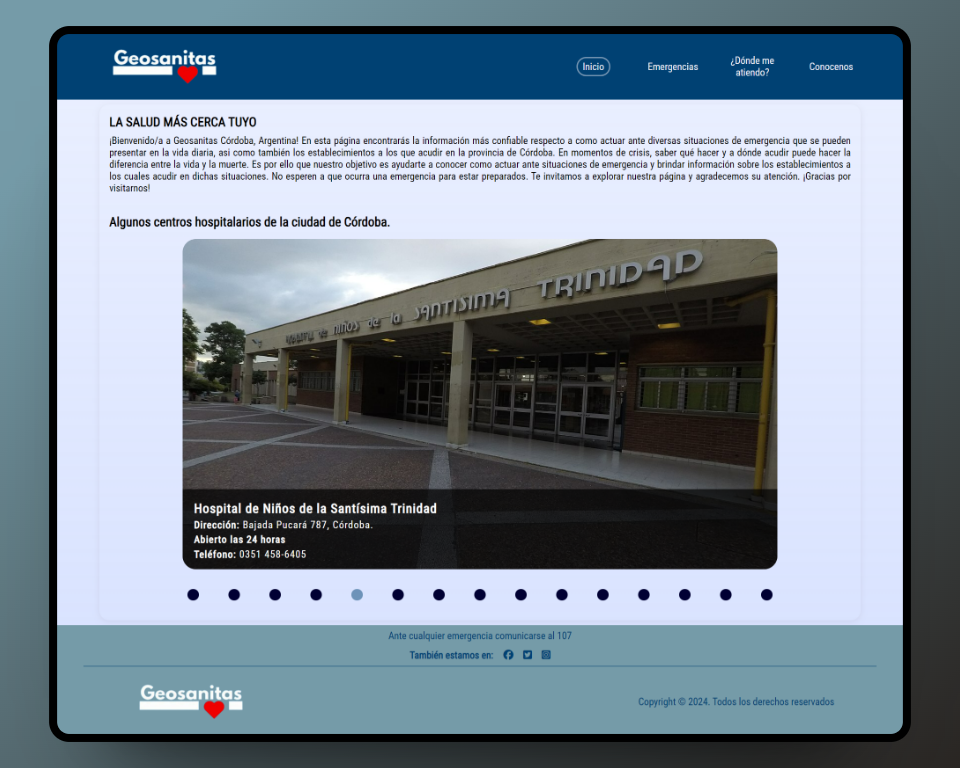 Geosanitas
Inicio
Emergencias
¿Dónde me
atiendo?
Conocenos
LA SALUD MÁS CERCA TUYO
¡Bienvenido/a a Geosanitas Córdoba, Argentina! En esta página encontrarás la información más confiable respecto a como actuar ante diversas situaciones de emergencia que se pueden
presentar en la vida diaria, asi como también los establecimientos a los que acudir en la provincia de Córdoba. En momentos de crisis, saber qué hacer y a dónde acudir puede hacer la
diferencia entre la vida y la muerte. Es por ello que nuestro objetivo es ayudarte a conocer como actuar ante situaciones de emergencia y brindar información sobre los establecimientos a
los cuales acudir en dichas situaciones. No esperen a que ocurra una emergencia para estar preparados. Te invitamos a explorar nuestra página y agradecemos su atención. ¡Gracias por
visitarnos!
Algunos centros hospitalarios de la ciudad de Córdoba.
HOSPITAL de niños de la SANTISIMA TRINIDAD
Hospital de Niños de la Santísima Trinidad
Dirección: Bajada Pucará 787, Córdoba.
Abierto las 24 horas
Teléfono: 0351 458-6405
Ante cualquier emergencia comunicarse al 107
También estamos en:
Geosanitas
Copyright © 2024. Todos los derechos reservados